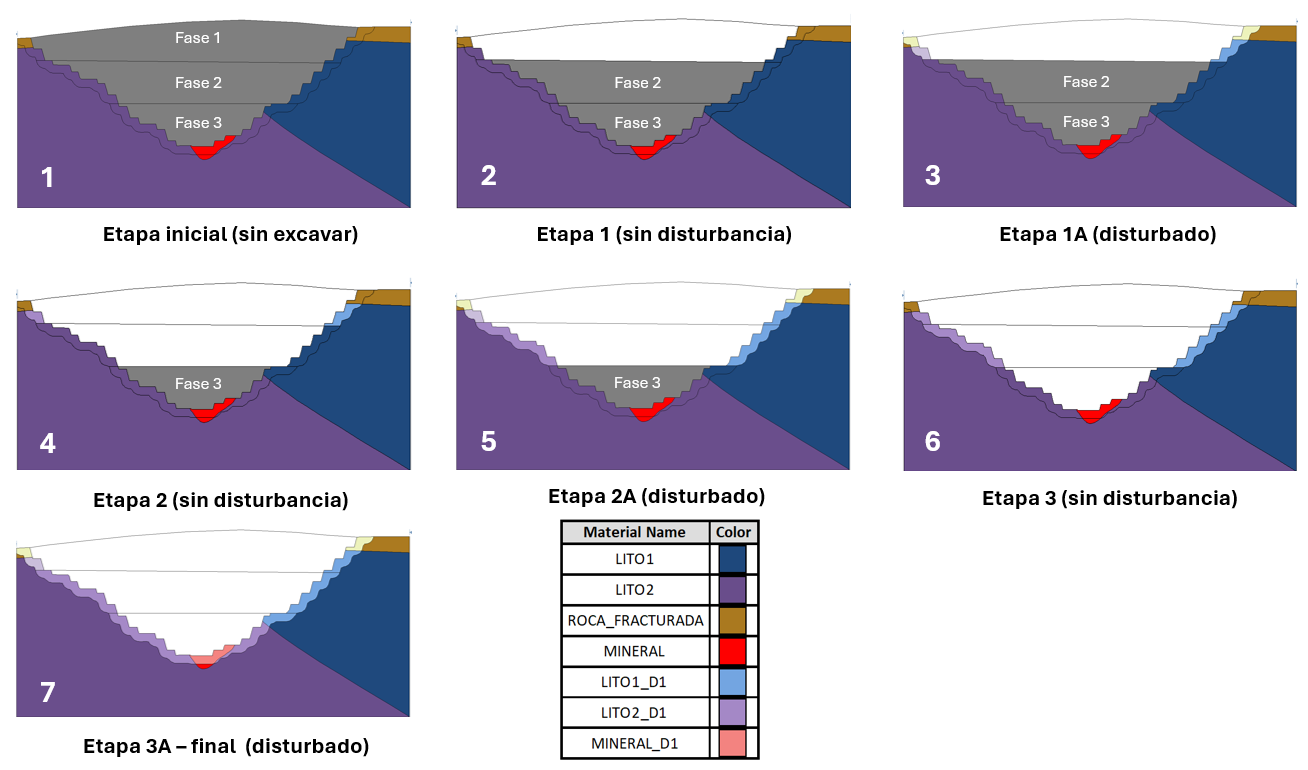 Fase 1
Fase 2
Fase 3
1
Etapa inicial (sin excavar)
Fase 2
Fase 3
2
Etapa 1 (sin disturbancia)
Fase 2
Fase 3
3
Etapa 1A (disturbado)
Fase 3
4
Etapa 2 (sin disturbancia)
Fase 3
5
Etapa 2A (disturbado)
6
Etapa 3 (sin disturbancia)
7
Etapa 3A – final (disturbado)
Material Name Color
LITO1
LITO2
ROCA_FRACTURADA
MINERAL
LITO1_D1
LITO2_D1
MINERAL_D1